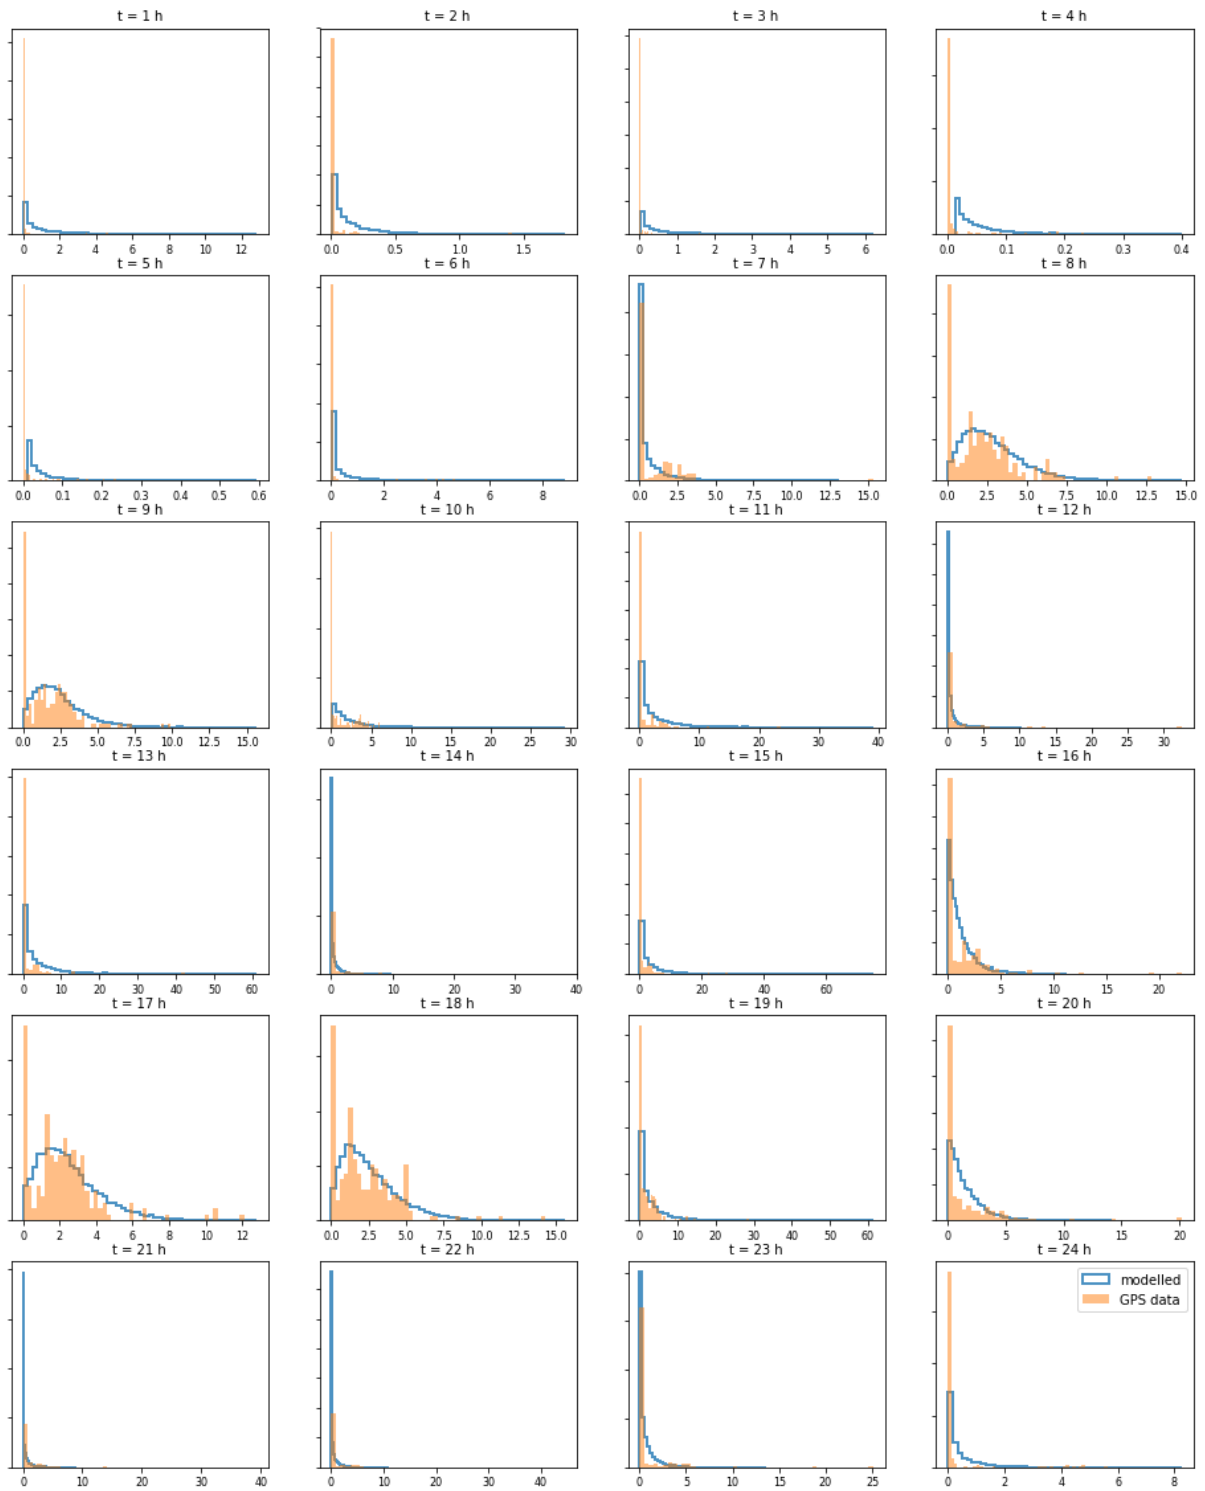 t = 1 h t = 2 h t = 3 h t = 4 h
0 2 4 6 8 10 12 0.0 0.5 1.0 1.5 0 1 2 3 4 5 6 0.0 0.1 0.2 0.3 0.4
t = 5 h t = 6 h t = 7 h t = 8 h
0.0 0.1 0.2 0.3 0.4 0.5 0.6 0 2 4 6 8 0.0 2.5 5.0 7.5 10.0 12.5 15.0 0.0 2.5 5.0 7.5 10.0 12.5 15.0
t = 9 h t = 10 h t = 11 h t = 12 h
0.0 2.5 5.0 7.5 10.0 12.5 15.0 0 5 10 15 20 25 30 0 10 20 30 40 0 5 10 15 20 25 30
t = 13 h t = 14 h t = 15 h t = 16 h
0 10 20 30 40 50 60 0 10 20 30 40 0 20 40 60 0 5 10 15 20
t = 17 h t = 18 h t = 19 h t = 20 h
0 2 4 6 8 10 12 0.0 2.5 5.0 7.5 10.0 12.5 15.0 0 10 20 30 40 50 60 0 5 10 15 20
t = 21 h t = 22 h t = 23 h t = 24 h
modelled
GPS data
0 10 20 30 40 0 10 20 30 40 0 5 10 15 20 25 0 2 4 6 8